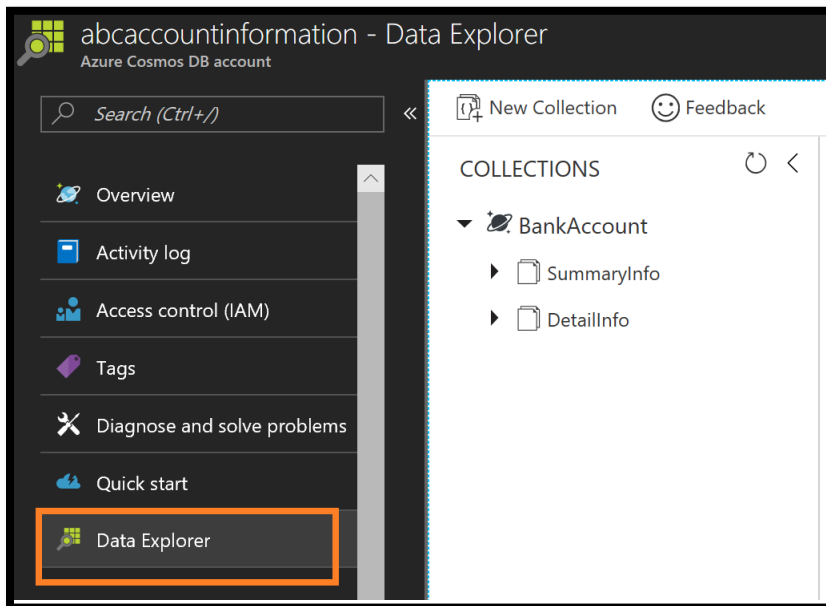 abcaccountinformation - Data Explorer
Azure Cosmos DB account
Search (Ctrl+/)
«
Overview
Activity log
Access control (IAM)
Tags
Diagnose and solve problems
Quick start
Data Explorer
New Collection
Feedback
COLLECTIONS
BankAccount
SummaryInfo
DetailInfo